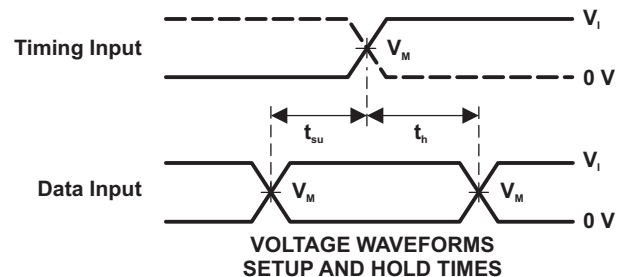 V_I
Timing Input
V_M
0 V
t_su
t_h
V_I
Data Input
V_M
V_M
0 V
VOLTAGE WAVEFORMS
SETUP AND HOLD TIMES